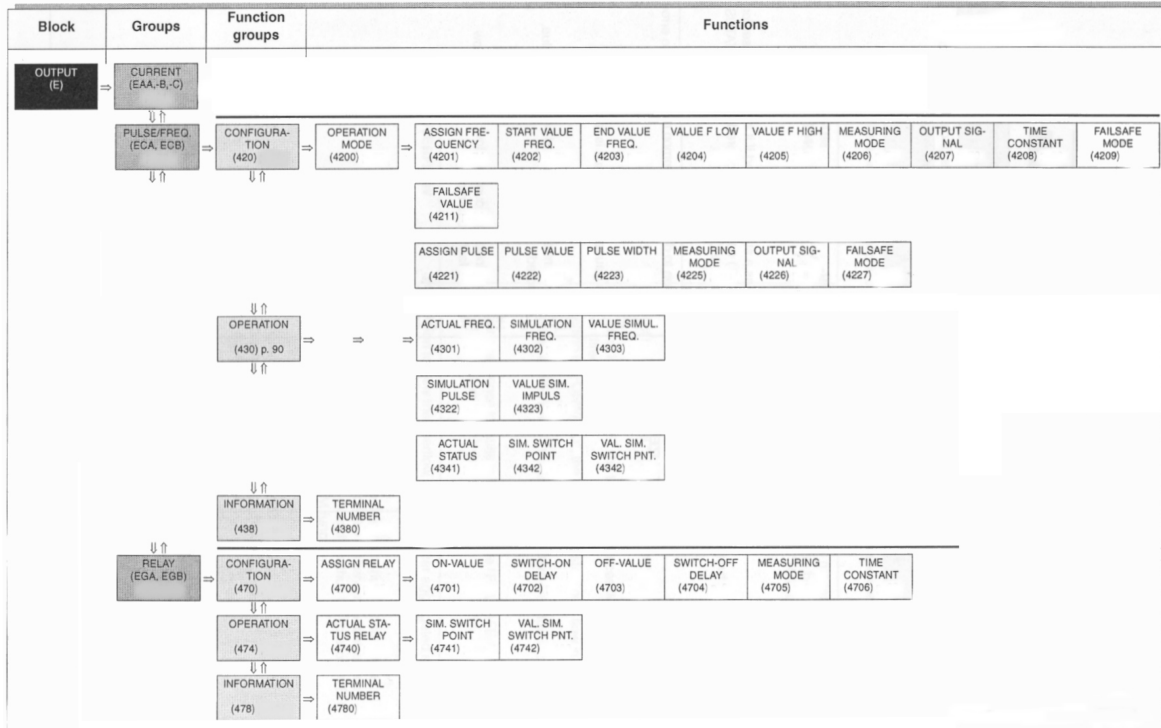 Block
Groups
Function
groups
Functions
OUTPUT
(E)
CURRENT
(EAA,-B,-C)
PULSE/FREQ.
(ECA, ECB)
CONFIGURA-
TION
(420)
OPERATION
MODE
(4200)
ASSIGN FRE-
QUENCY
(4201)
START VALUE
FREQ.
(4202)
END VALUE
FREQ.
(4203)
VALUE F LOW
(4204)
VALUE F HIGH
(4205)
MEASURING
MODE
(4206)
OUTPUT SIG-
NAL
(4207)
TIME
CONSTANT
(4208)
FAILSAFE
MODE
(4209)
FAILSAFE
VALUE
(4211)
ASSIGN PULSE
(4221)
PULSE VALUE
(4222)
PULSE WIDTH
(4223)
MEASURING
MODE
(4225)
OUTPUT SIG-
NAL
(4226)
FAILSAFE
MODE
(4227)
OPERATION
(430) p. 90
ACTUAL FREQ.
(4301)
SIMULATION
FREQ.
(4302)
VALUE SIMUL.
FREQ.
(4303)
SIMULATION
PULSE
(4322)
VALUE SIM.
IMPULS
(4323)
ACTUAL
STATUS
(4341)
SIM. SWITCH
POINT
(4342)
VAL. SIM.
SWITCH PNT.
(4342)
INFORMATION
(438)
TERMINAL
NUMBER
(4380)
RELAY
(EGA, EGB)
CONFIGURA-
TION
(470)
ASSIGN RELAY
(4700)
ON-VALUE
(4701)
SWITCH-ON
DELAY
(4702)
OFF-VALUE
(4703)
SWITCH-OFF
DELAY
(4704)
MEASURING
MODE
(4705)
TIME
CONSTANT
(4706)
OPERATION
(474)
ACTUAL STA-
TUS RELAY
(4740)
SIM. SWITCH
POINT
(4741)
VAL. SIM.
SWITCH PNT.
(4742)
INFORMATION
(478)
TERMINAL
NUMBER
(4780)